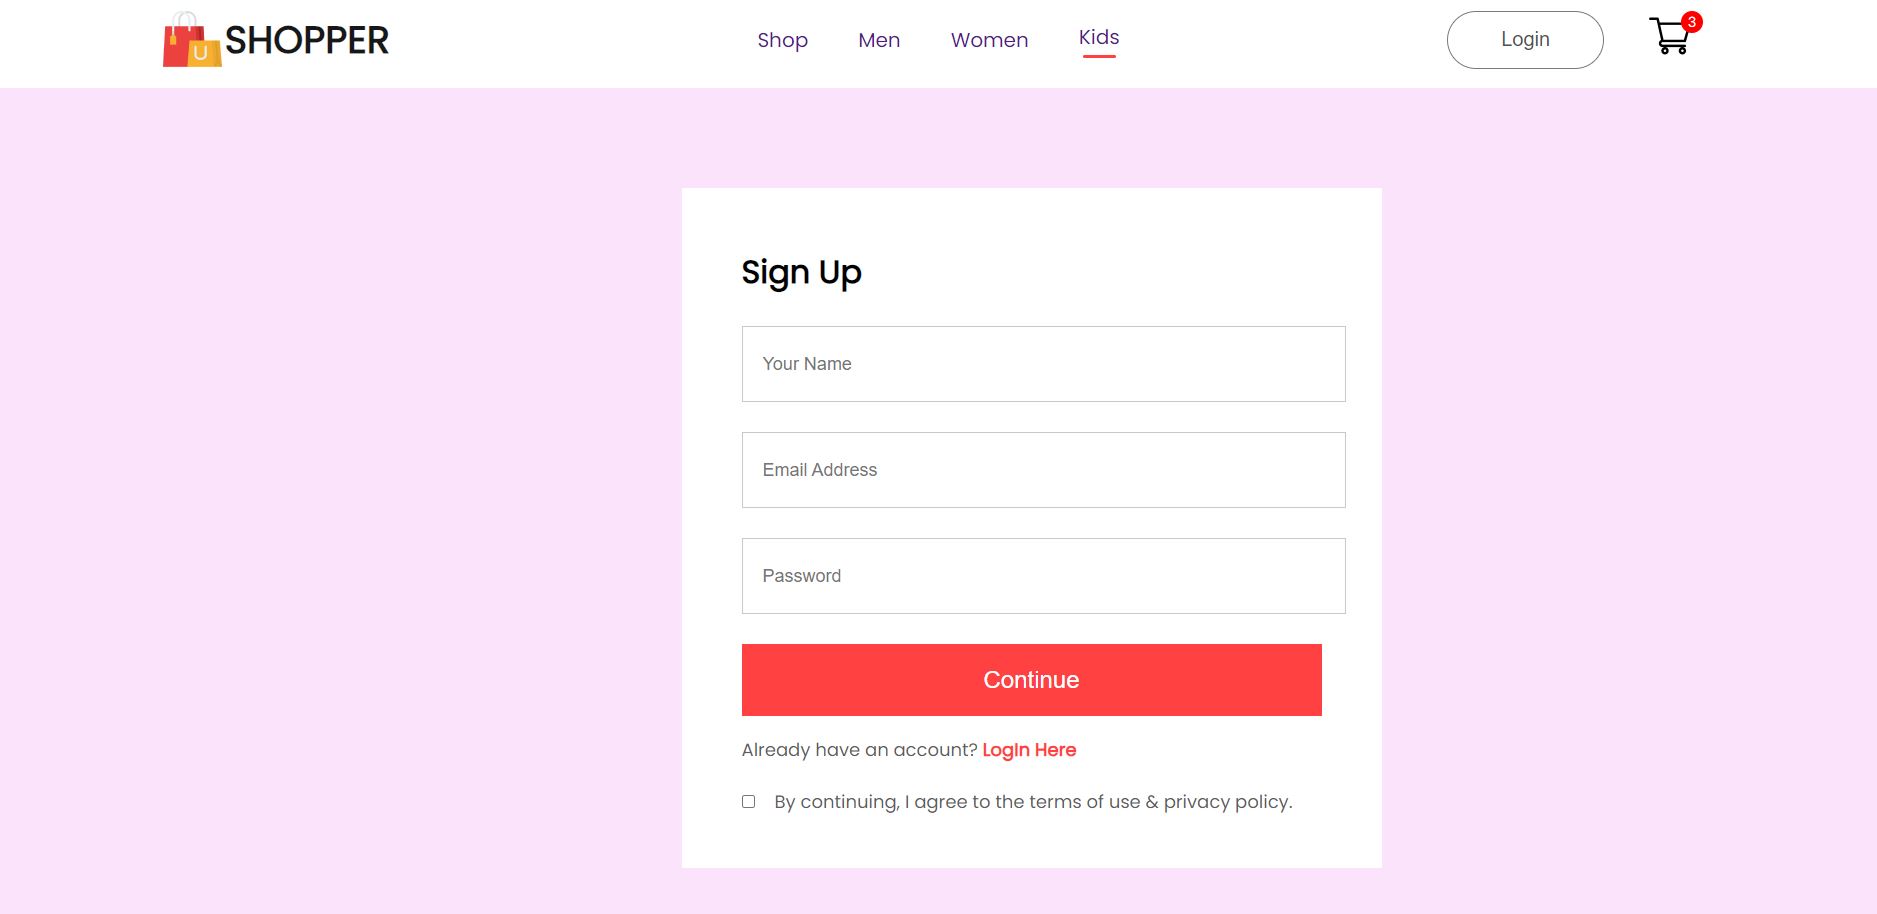 U SHOPPER Shop Men Women Kids Login 3
Sign Up
Your Name
Email Address
Password
Continue
Already have an account? Login Here
By continuing, I agree to the terms of use & privacy policy.